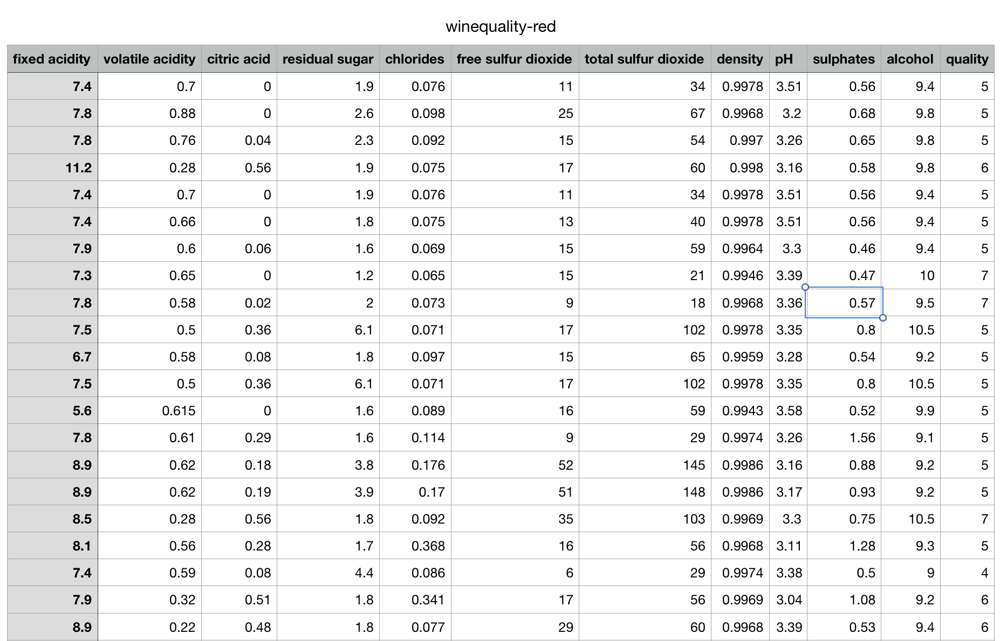 winequality-red
fixed acidity volatile acidity citric acid residual sugar chlorides free sulfur dioxide total sulfur dioxide density pH sulphates alcohol quality
7.4 0.7 0 1.9 0.076 11 34 0.9978 3.51 0.56 9.4 5
7.8 0.88 0 2.6 0.098 25 67 0.9968 3.2 0.68 9.8 5
7.8 0.76 0.04 2.3 0.092 15 54 0.997 3.26 0.65 9.8 5
11.2 0.28 0.56 1.9 0.075 17 60 0.998 3.16 0.58 9.8 6
7.4 0.7 0 1.9 0.076 11 34 0.9978 3.51 0.56 9.4 5
7.4 0.66 0 1.8 0.075 13 40 0.9978 3.51 0.56 9.4 5
7.9 0.6 0.06 1.6 0.069 15 59 0.9964 3.3 0.46 9.4 5
7.3 0.65 0 1.2 0.065 15 21 0.9946 3.39 0.47 10 7
7.8 0.58 0.02 2 0.073 9 18 0.9968 3.36 0.57 9.5 7
7.5 0.5 0.36 6.1 0.071 17 102 0.9978 3.35 0.8 10.5 5
6.7 0.58 0.08 1.8 0.097 15 65 0.9959 3.28 0.54 9.2 5
7.5 0.5 0.36 6.1 0.071 17 102 0.9978 3.35 0.8 10.5 5
5.6 0.615 0 1.6 0.089 16 59 0.9943 3.58 0.52 9.9 5
7.8 0.61 0.29 1.6 0.114 9 29 0.9974 3.26 1.56 9.1 5
8.9 0.62 0.18 3.8 0.176 52 145 0.9986 3.16 0.88 9.2 5
8.9 0.62 0.19 3.9 0.17 51 148 0.9986 3.17 0.93 9.2 5
8.5 0.28 0.56 1.8 0.092 35 103 0.9969 3.3 0.75 10.5 7
8.1 0.56 0.28 1.7 0.368 16 56 0.9968 3.11 1.28 9.3 5
7.4 0.59 0.08 4.4 0.086 6 29 0.9974 3.38 0.5 9 4
7.9 0.32 0.51 1.8 0.341 17 56 0.9969 3.04 1.08 9.2 6
8.9 0.22 0.48 1.8 0.077 29 60 0.9968 3.39 0.53 9.4 6